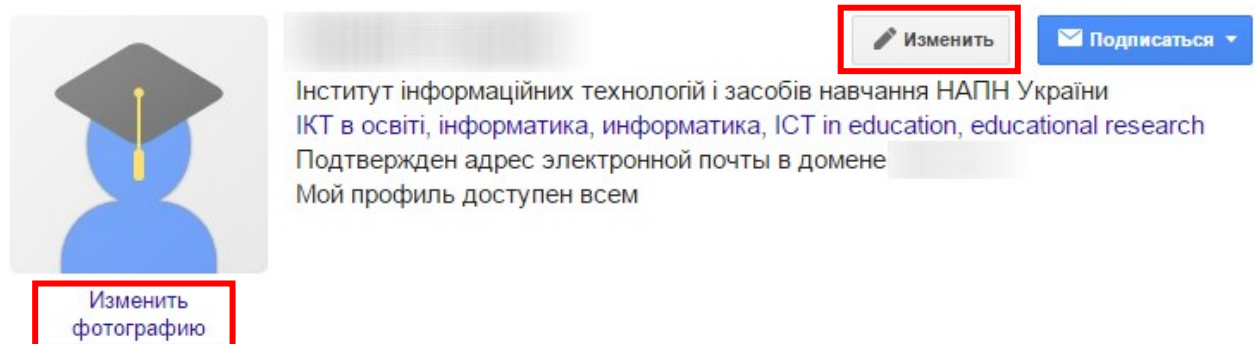 Изменить
Подписаться
Інститут інформаційних технологій і засобів навчання НАПН України
ІКТ в освіті, інформатика, информатика, ICT in education, educational research
Подтвержден адрес электронной почты в домене
Мой профиль доступен всем
Изменить
фотографию